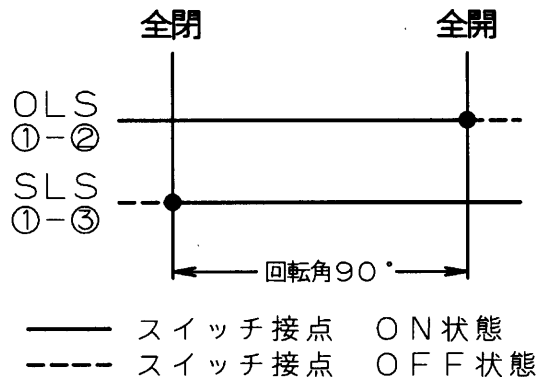 全閉 全開
OLS
①-②
SLS
①-③
回転角90°
スイッチ接点 ON状態
スイッチ接点 OFF状態